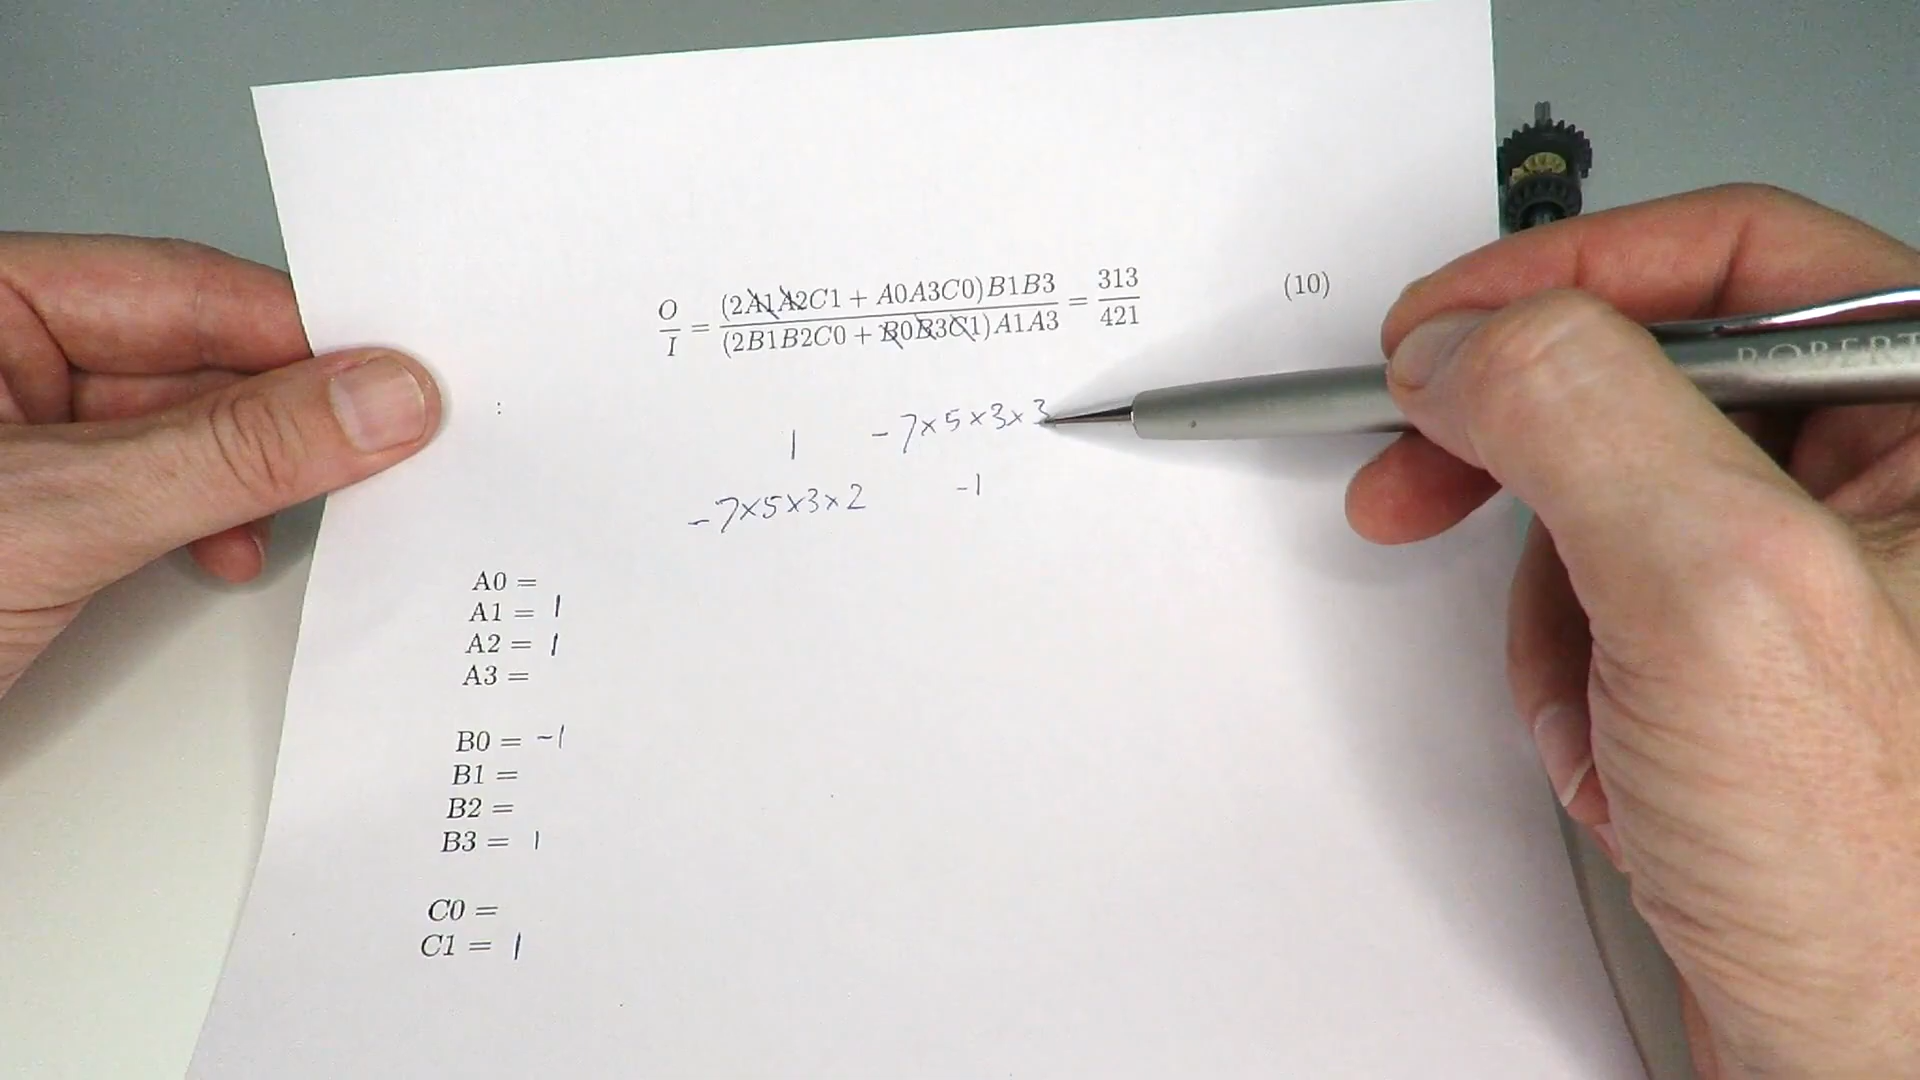 O/I = (2A1A2C1 + A0A3C0)B1B3 / (2B1B2C0 + B0B3C1)A1A3 = 313/421 (10)
:
1 - 7×5×3×3
-7×5×3×2 -1
A0 =
A1 = 1
A2 = 1
A3 =
B0 = -1
B1 =
B2 =
B3 = 1
C0 =
C1 = 1
ROBERT